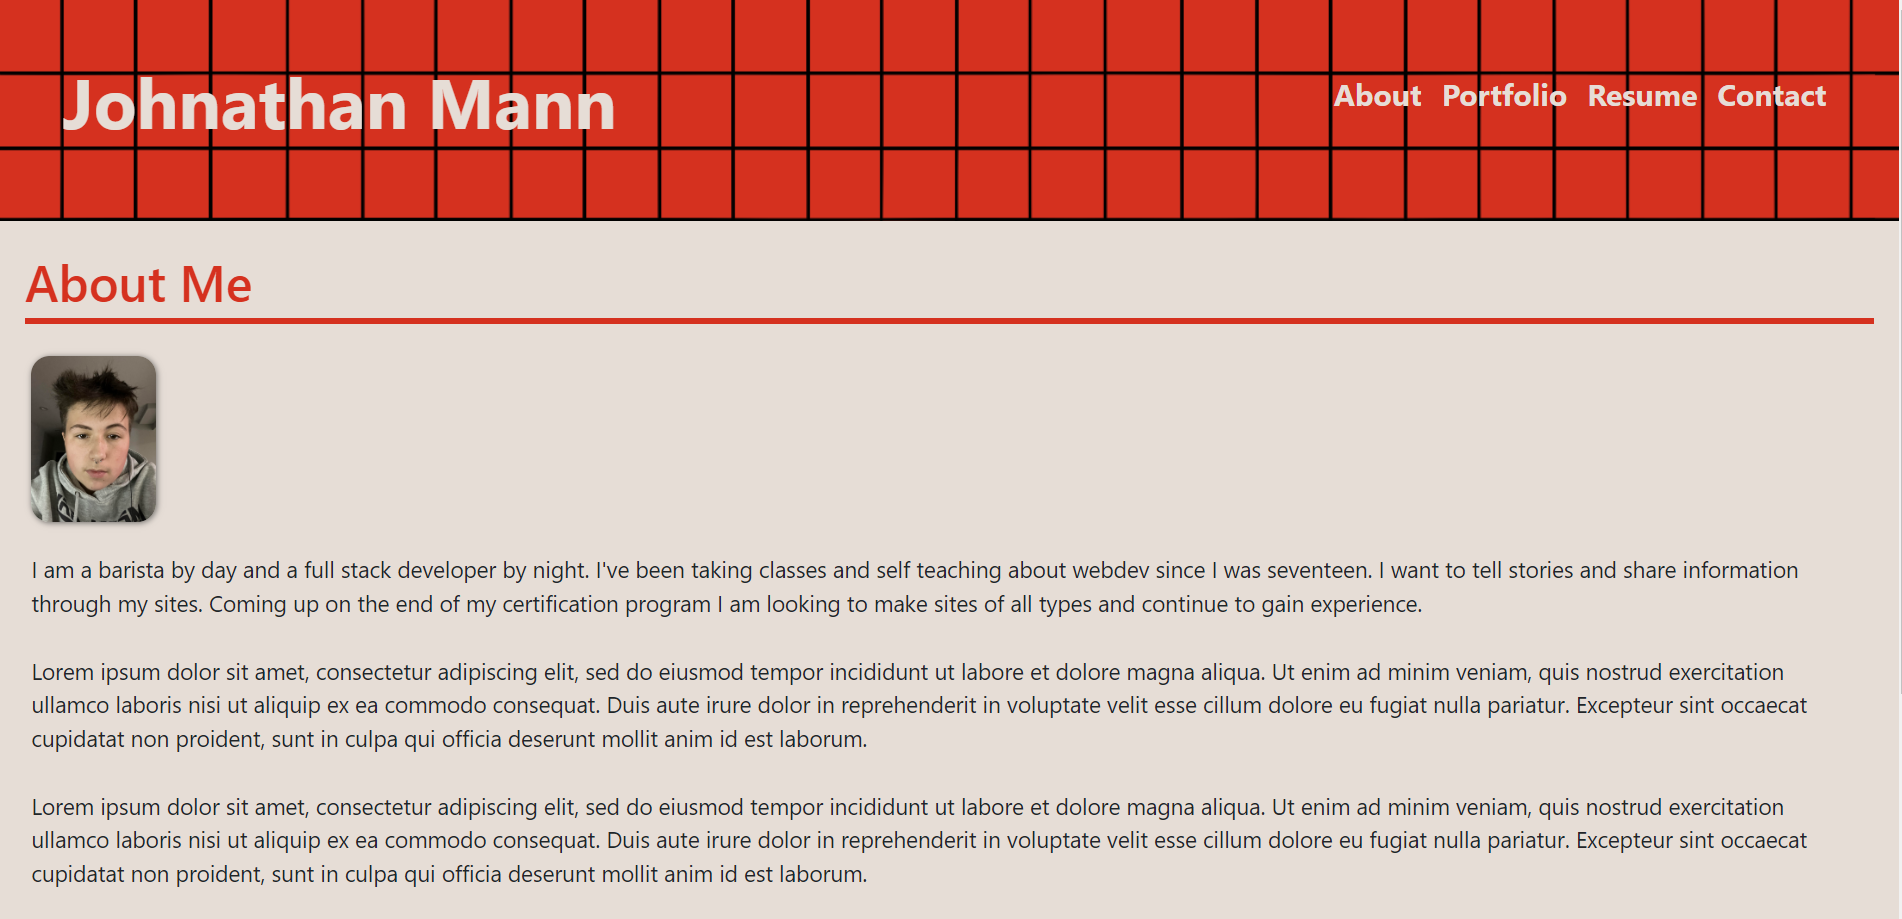 Johnathan Mann
About Portfolio Resume Contact
About Me
I am a barista by day and a full stack developer by night. I've been taking classes and self teaching about webdev since I was seventeen. I want to tell stories and share information
through my sites. Coming up on the end of my certification program I am looking to make sites of all types and continue to gain experience.
Lorem ipsum dolor sit amet, consectetur adipiscing elit, sed do eiusmod tempor incididunt ut labore et dolore magna aliqua. Ut enim ad minim veniam, quis nostrud exercitation
ullamco laboris nisi ut aliquip ex ea commodo consequat. Duis aute irure dolor in reprehenderit in voluptate velit esse cillum dolore eu fugiat nulla pariatur. Excepteur sint occaecat
cupidatat non proident, sunt in culpa qui officia deserunt mollit anim id est laborum.
Lorem ipsum dolor sit amet, consectetur adipiscing elit, sed do eiusmod tempor incididunt ut labore et dolore magna aliqua. Ut enim ad minim veniam, quis nostrud exercitation
ullamco laboris nisi ut aliquip ex ea commodo consequat. Duis aute irure dolor in reprehenderit in voluptate velit esse cillum dolore eu fugiat nulla pariatur. Excepteur sint occaecat
cupidatat non proident, sunt in culpa qui officia deserunt mollit anim id est laborum.